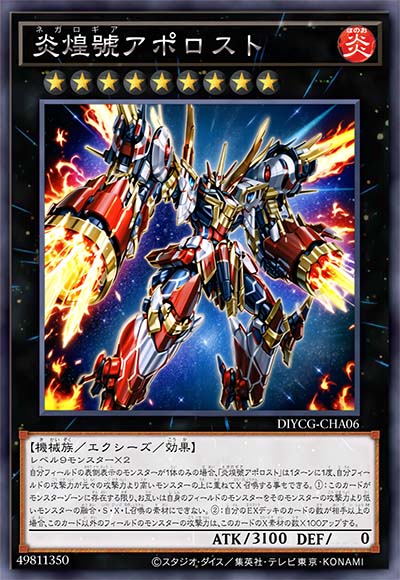 ネガロギア
炎煌號アポロスト
ほのお
炎
DIYCG-CHA06
【機械族／エクシーズ／効果】
レベル９モンスター×２
自分フィールドの表側表示のモンスターが１体のみの場合、「炎煌號アポロスト」は１ターンに１度、自分フィー
ルドの攻撃力が元々の攻撃力より高いモンスターの上に重ねてX召喚する事もできる。①：このカードが
モンスターゾーンに存在する限り、お互いは自身のフィールドのモンスターをそのモンスターの攻撃力より低
いモンスターの融合・S・X・L召喚の素材にできない。②：自分のEXデッキのカードの数が相手以上の
場合、このカード以外のフィールドのモンスターの攻撃力は、このカードのX素材の数×100アップする。
ATK/3100 DEF/ 0
49811350
©スタジオ・ダイス／集英社・テレビ東京・KONAMI